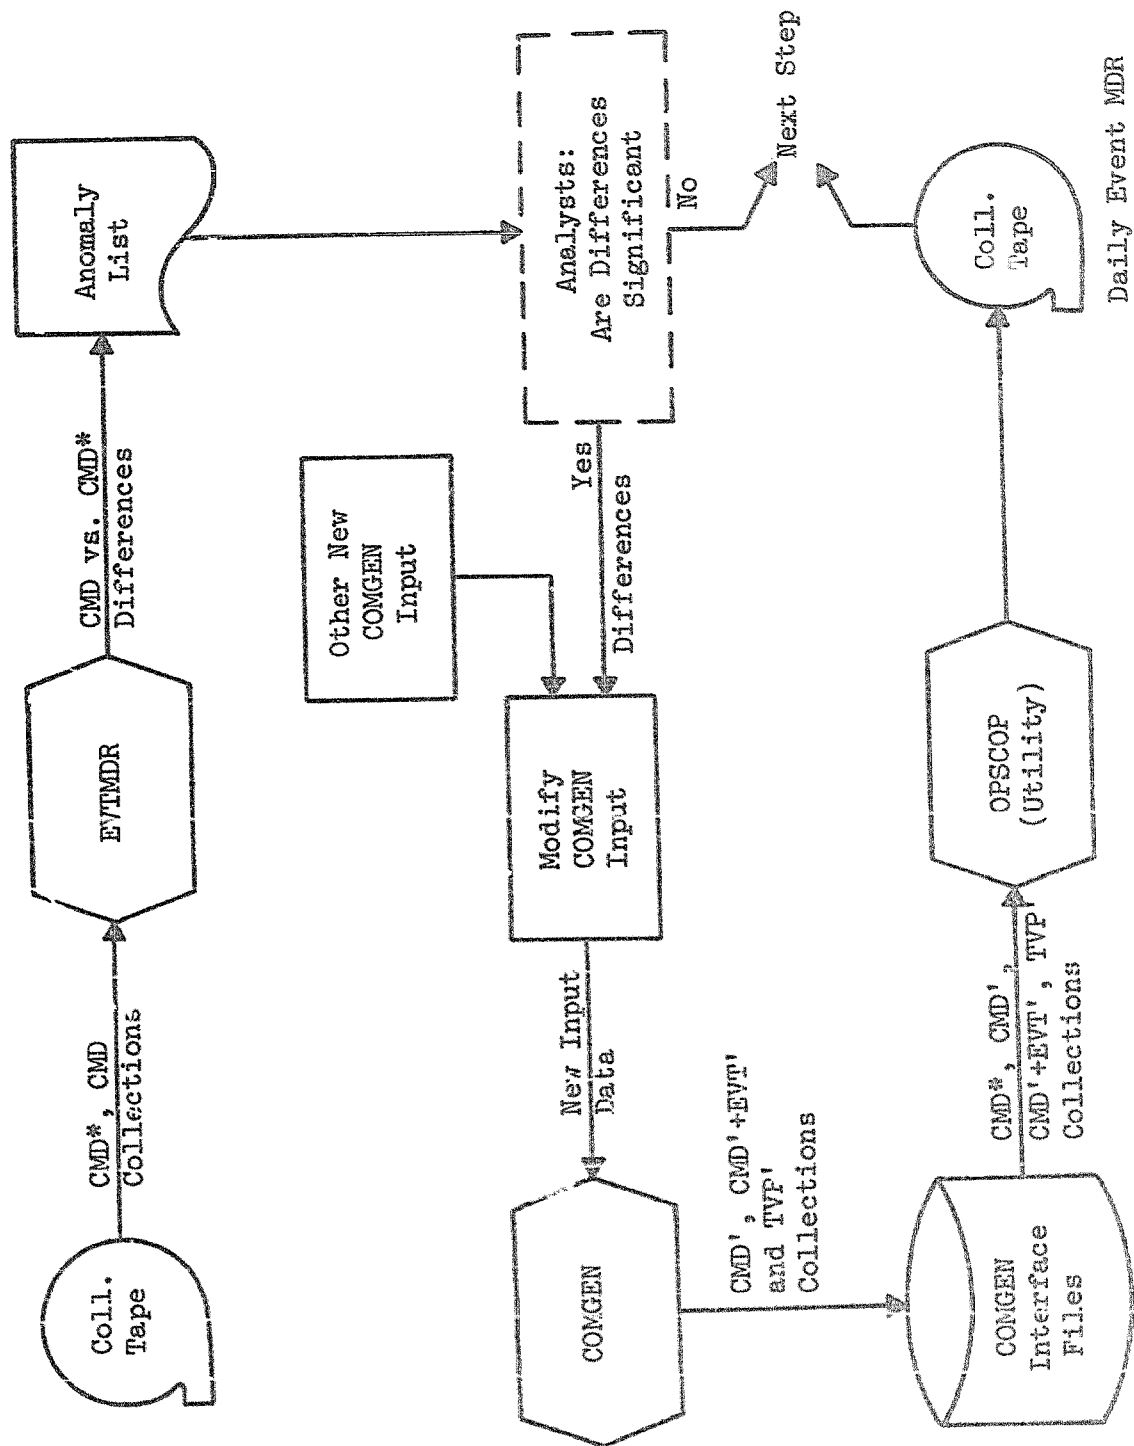 Coll.
Tape
CMD*, CMD
Collections
EVTMDR
CMD vs. CMD*
Differences
Anomaly
List
Other New
COMGEN
Input
Analysts:
Are Differences
Significant
Yes
Differences
No
Next Step
Modify
COMGEN
Input
New Input
Data
COMGEN
CMD', CMD'+EVT'
and TVP'
Collections
COMGEN
Interface
Files
CMD*, CMD',
CMD'+EVT', TVP'
Collections
OPSCOP
(Utility)
Coll.
Tape
Daily Event MDR